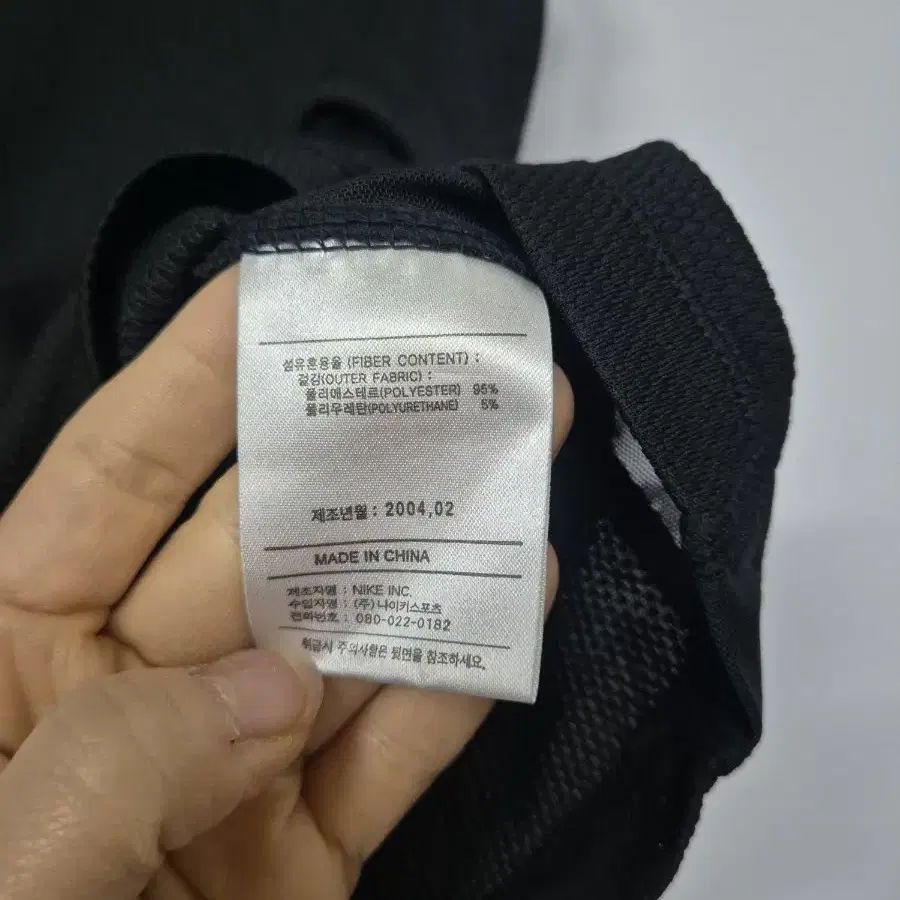 섬유혼용율 (FIBER CONTENT) :
겉감(OUTER FABRIC) :
폴리에스테르(POLYESTER) 95%
폴리우레탄(POLYURETHANE) 5%
제조년월 : 2004,02
MADE IN CHINA
제조자명 : NIKE INC.
수입자명 : (주)나이키스포츠
전화번호 : 080-022-0182
취급시 주의사항은 뒷면을 참조하세요.